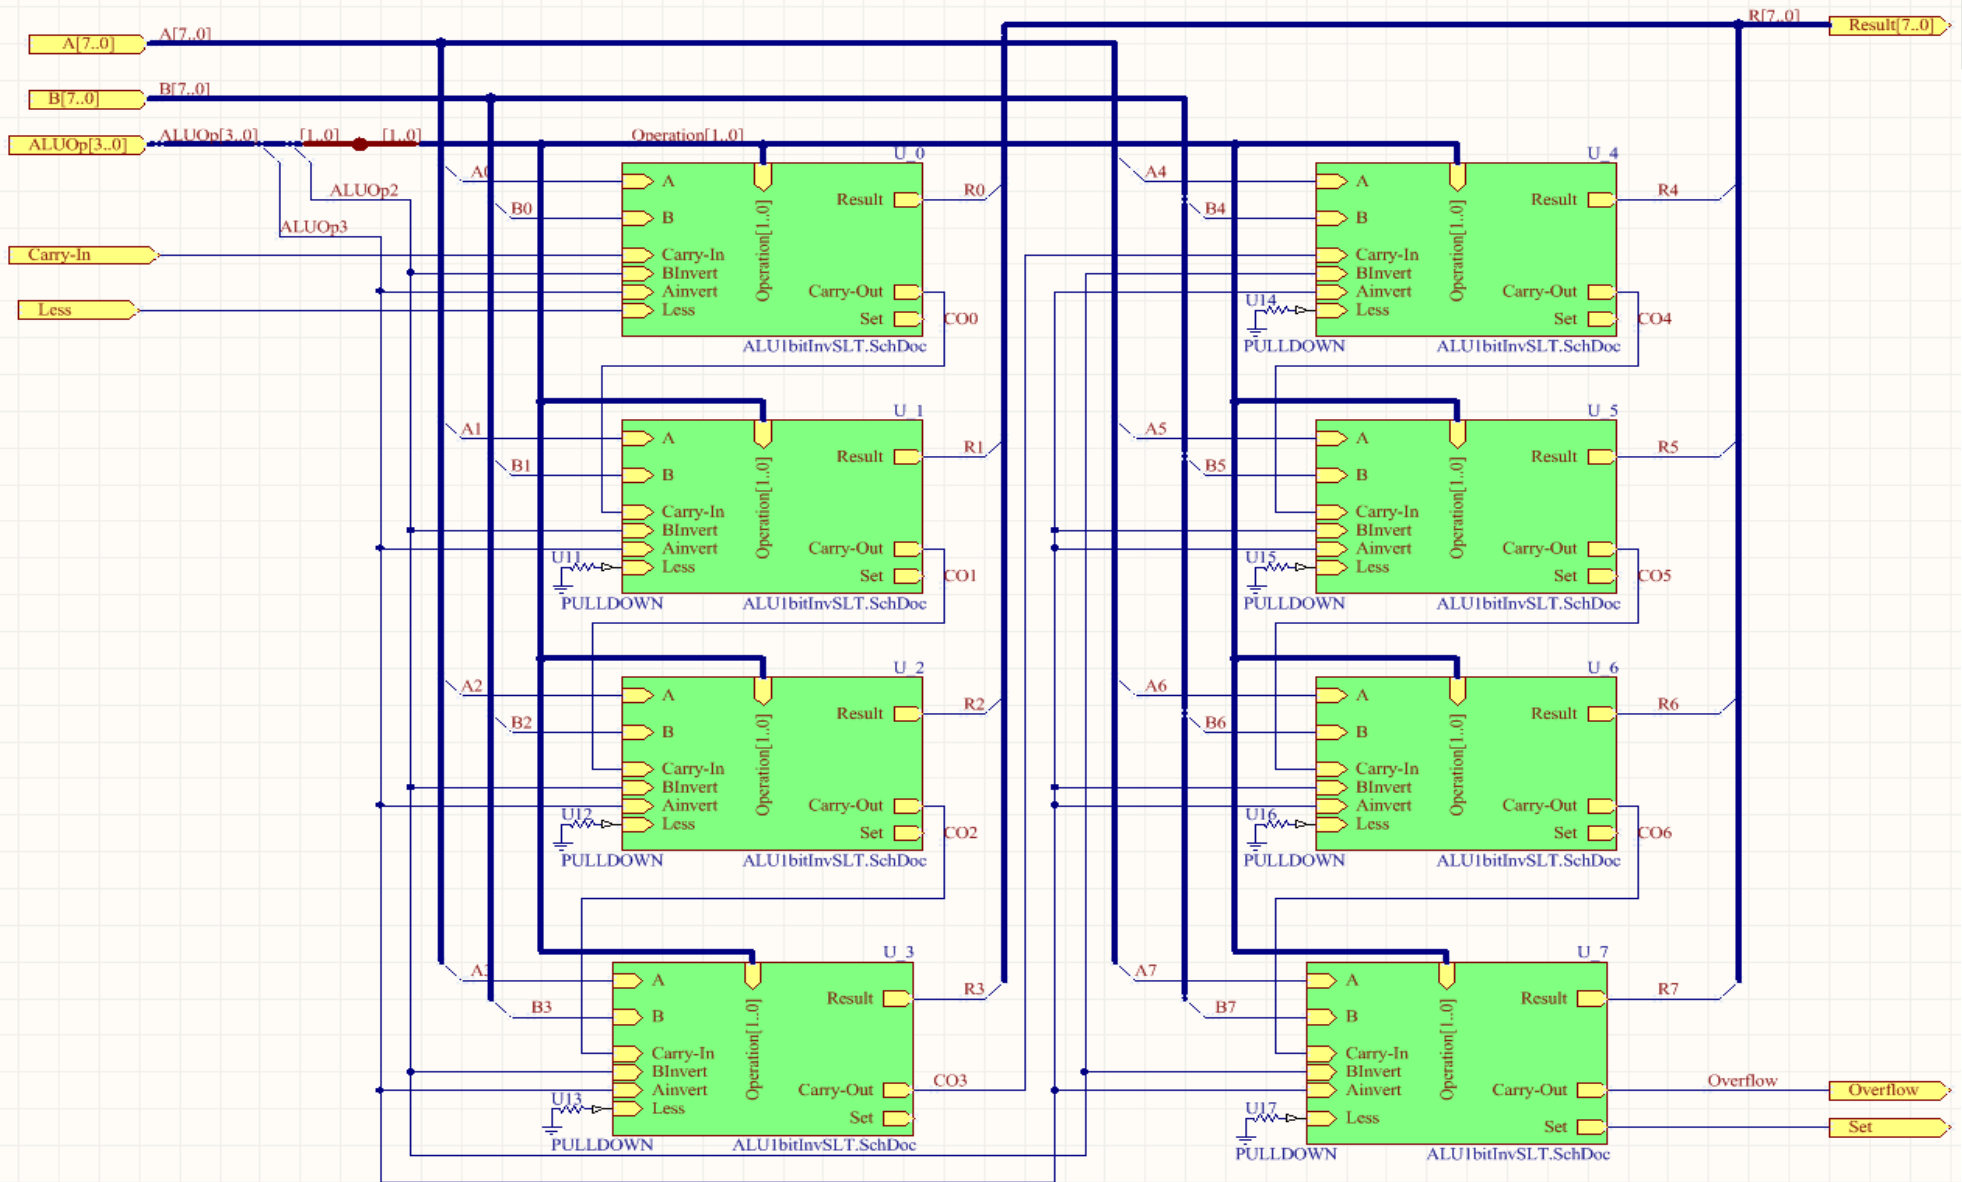 R[7..0]
Result[7..0]
A[7..0]
A[7..0]
B[7..0]
B[7..0]
ALUOp[3..0]
ALUOp[3..0]
[1..0]
[1..0]
Operation[1..0]
ALUOp2
ALUOp3
Carry-In
Less
U_0
A0
A
B0
B
Result
R0
Operation[1..0]
Carry-In
BInvert
Ainvert
Less
Carry-Out
Set
CO0
ALU1bitInvSLT.SchDoc
U_4
A4
A
B4
B
Result
R4
Operation[1..0]
Carry-In
BInvert
Ainvert
Less
U14
PULLDOWN
Carry-Out
Set
CO4
ALU1bitInvSLT.SchDoc
U_1
A1
A
B1
B
Result
R1
Operation[1..0]
Carry-In
BInvert
Ainvert
Less
U11
PULLDOWN
Carry-Out
Set
CO1
ALU1bitInvSLT.SchDoc
U_5
A5
A
B5
B
Result
R5
Operation[1..0]
Carry-In
BInvert
Ainvert
Less
U15
PULLDOWN
Carry-Out
Set
CO5
ALU1bitInvSLT.SchDoc
U_2
A2
A
B2
B
Result
R2
Operation[1..0]
Carry-In
BInvert
Ainvert
Less
U12
PULLDOWN
Carry-Out
Set
CO2
ALU1bitInvSLT.SchDoc
U_6
A6
A
B6
B
Result
R6
Operation[1..0]
Carry-In
BInvert
Ainvert
Less
U16
PULLDOWN
Carry-Out
Set
CO6
ALU1bitInvSLT.SchDoc
U_3
A3
A
B3
B
Result
R3
Operation[1..0]
Carry-In
BInvert
Ainvert
Less
U13
PULLDOWN
Carry-Out
Set
CO3
ALU1bitInvSLT.SchDoc
U_7
A7
A
B7
B
Result
R7
Operation[1..0]
Carry-In
BInvert
Ainvert
Less
U17
PULLDOWN
Carry-Out
Set
Overflow
Overflow
Set
ALU1bitInvSLT.SchDoc